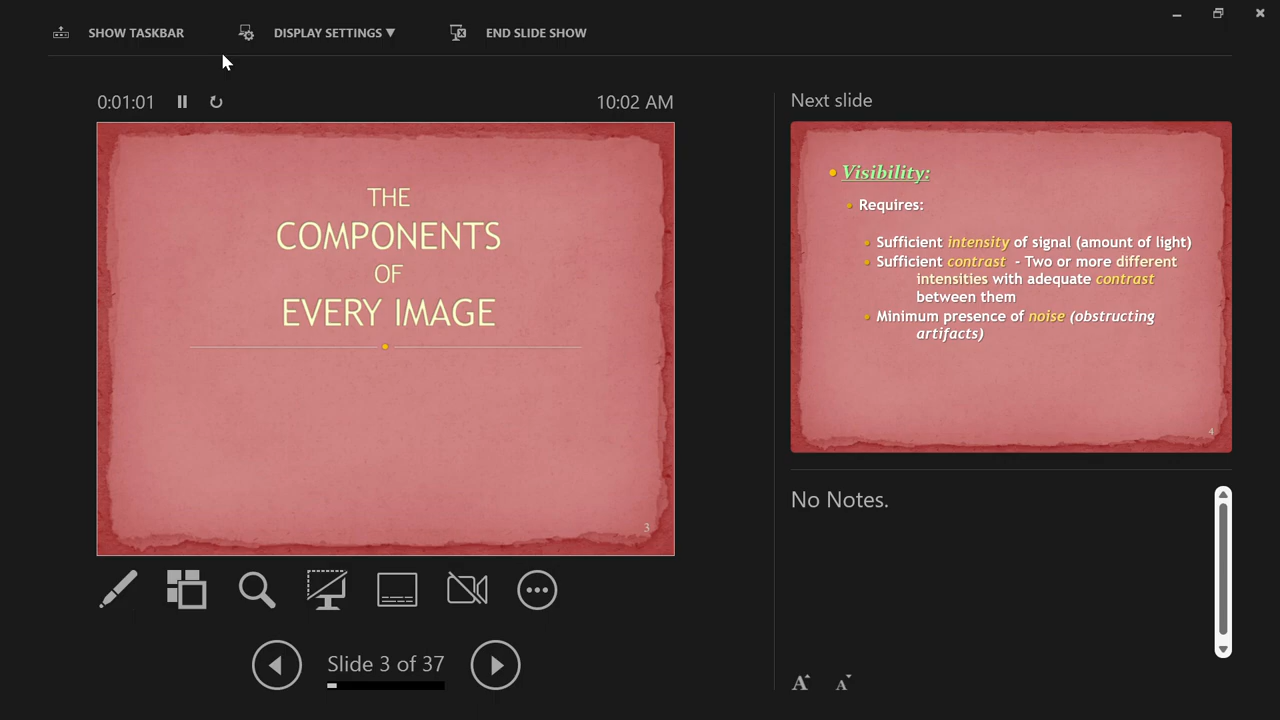 SHOW TASKBAR
DISPLAY SETTINGS ▼
END SLIDE SHOW
0:01:01
10:02 AM
THE
COMPONENTS
OF
EVERY IMAGE
3
Slide 3 of 37
Next slide
• Visibility:
• Requires:
• Sufficient intensity of signal (amount of light)
• Sufficient contrast - Two or more different
intensities with adequate contrast
between them
• Minimum presence of noise (obstructing
artifacts)
4
No Notes.
A A